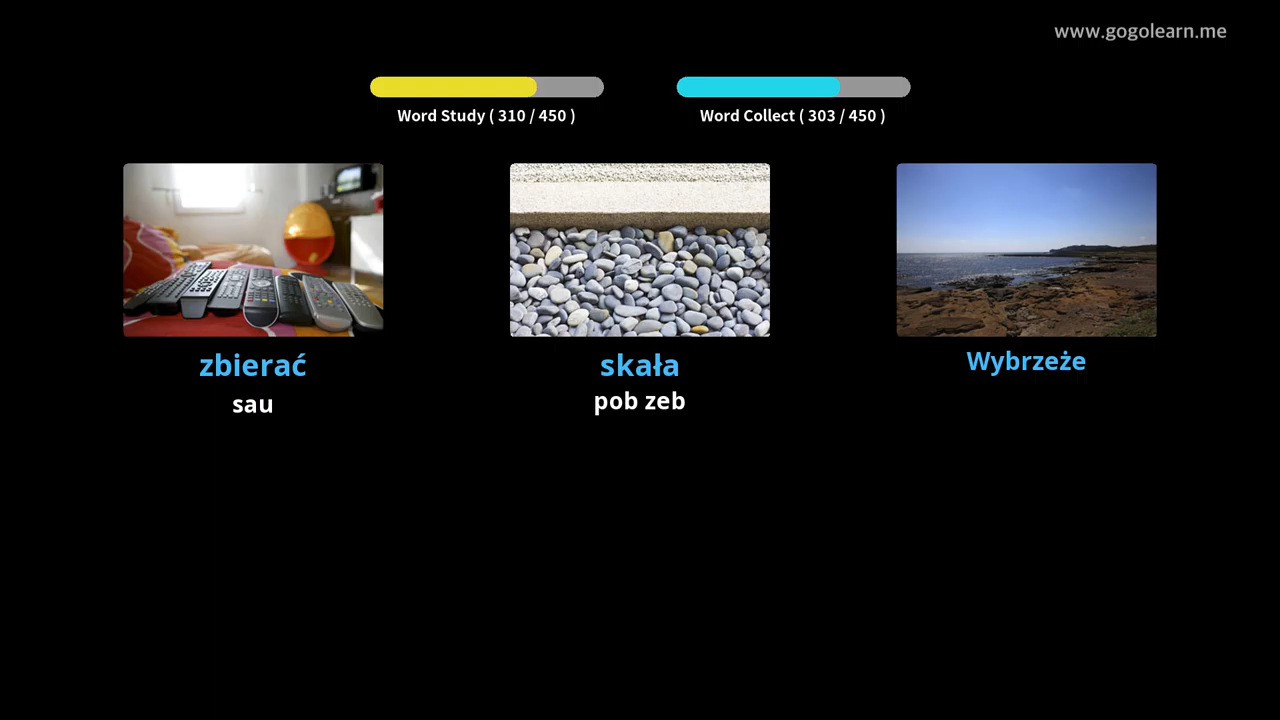 www.gogolearn.me
Word Study ( 310 / 450 )
Word Collect ( 303 / 450 )
zbierać
sau
skała
pob zeb
Wybrzeże